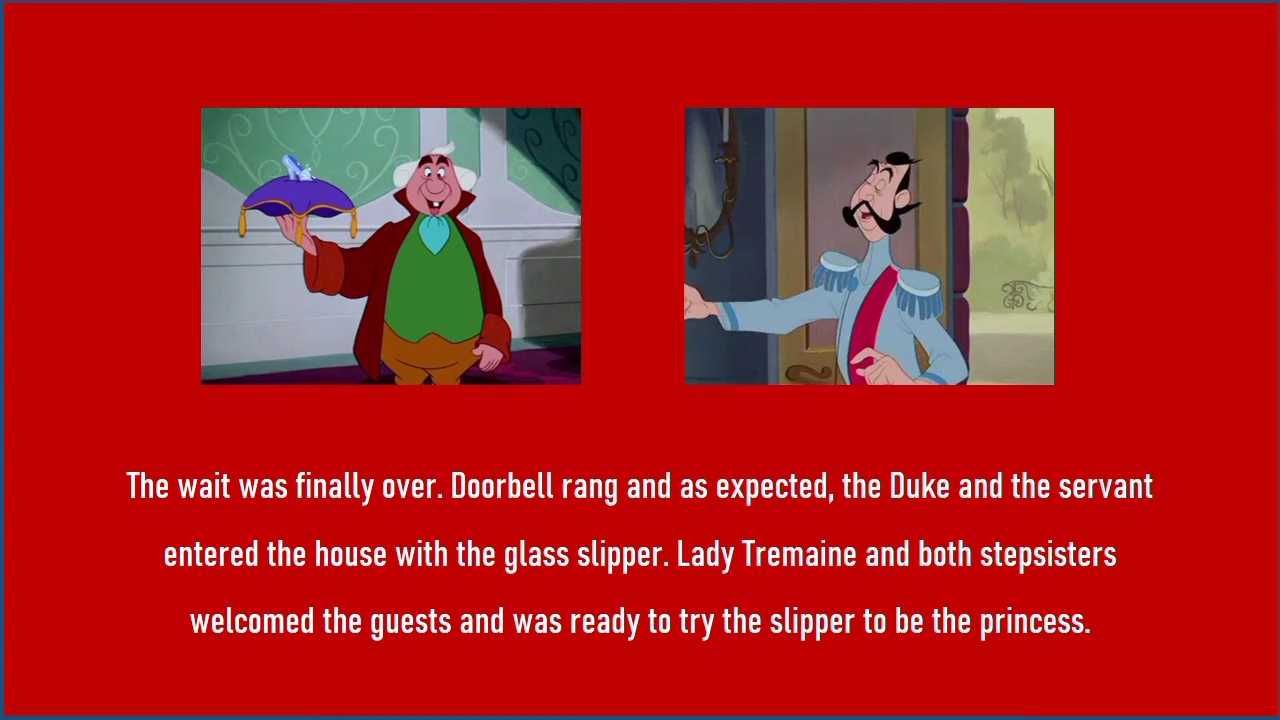 The wait was finally over. Doorbell rang and as expected, the Duke and the servant
entered the house with the glass slipper. Lady Tremaine and both stepsisters
welcomed the guests and was ready to try the slipper to be the princess.